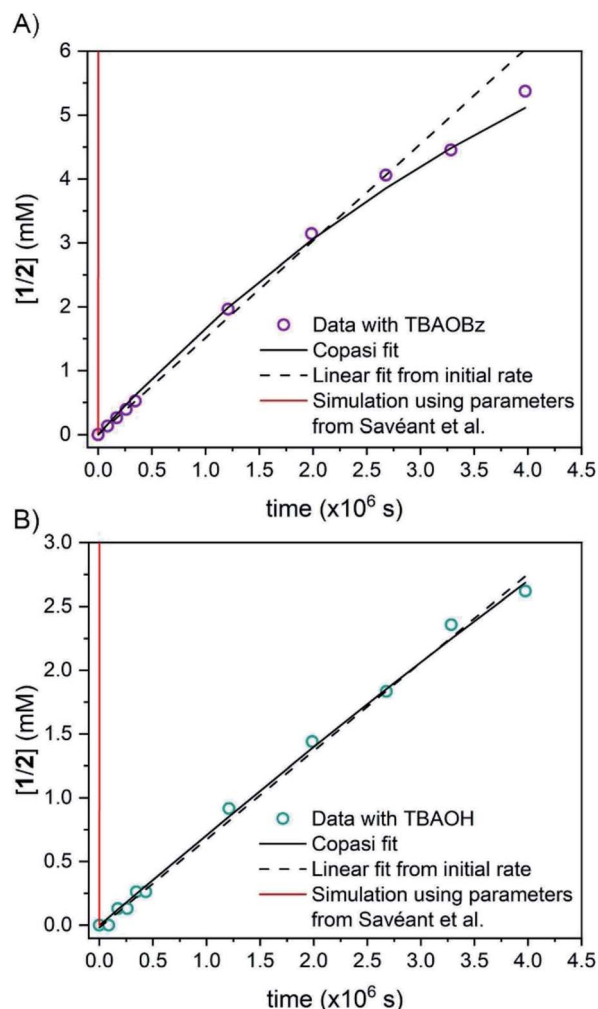 A)
6
5
4
3
2
1
0
[1/2] (mM)
Data with TBAOBz
Copasi fit
Linear fit from initial rate
Simulation using parameters
from Savéant et al.
0.0 0.5 1.0 1.5 2.0 2.5 3.0 3.5 4.0 4.5
time (x10⁶ s)
B)
3.0
2.5
2.0
1.5
1.0
0.5
0.0
[1/2] (mM)
Data with TBAOH
Copasi fit
Linear fit from initial rate
Simulation using parameters
from Savéant et al.
0.0 0.5 1.0 1.5 2.0 2.5 3.0 3.5 4.0 4.5
time (x10⁶ s)